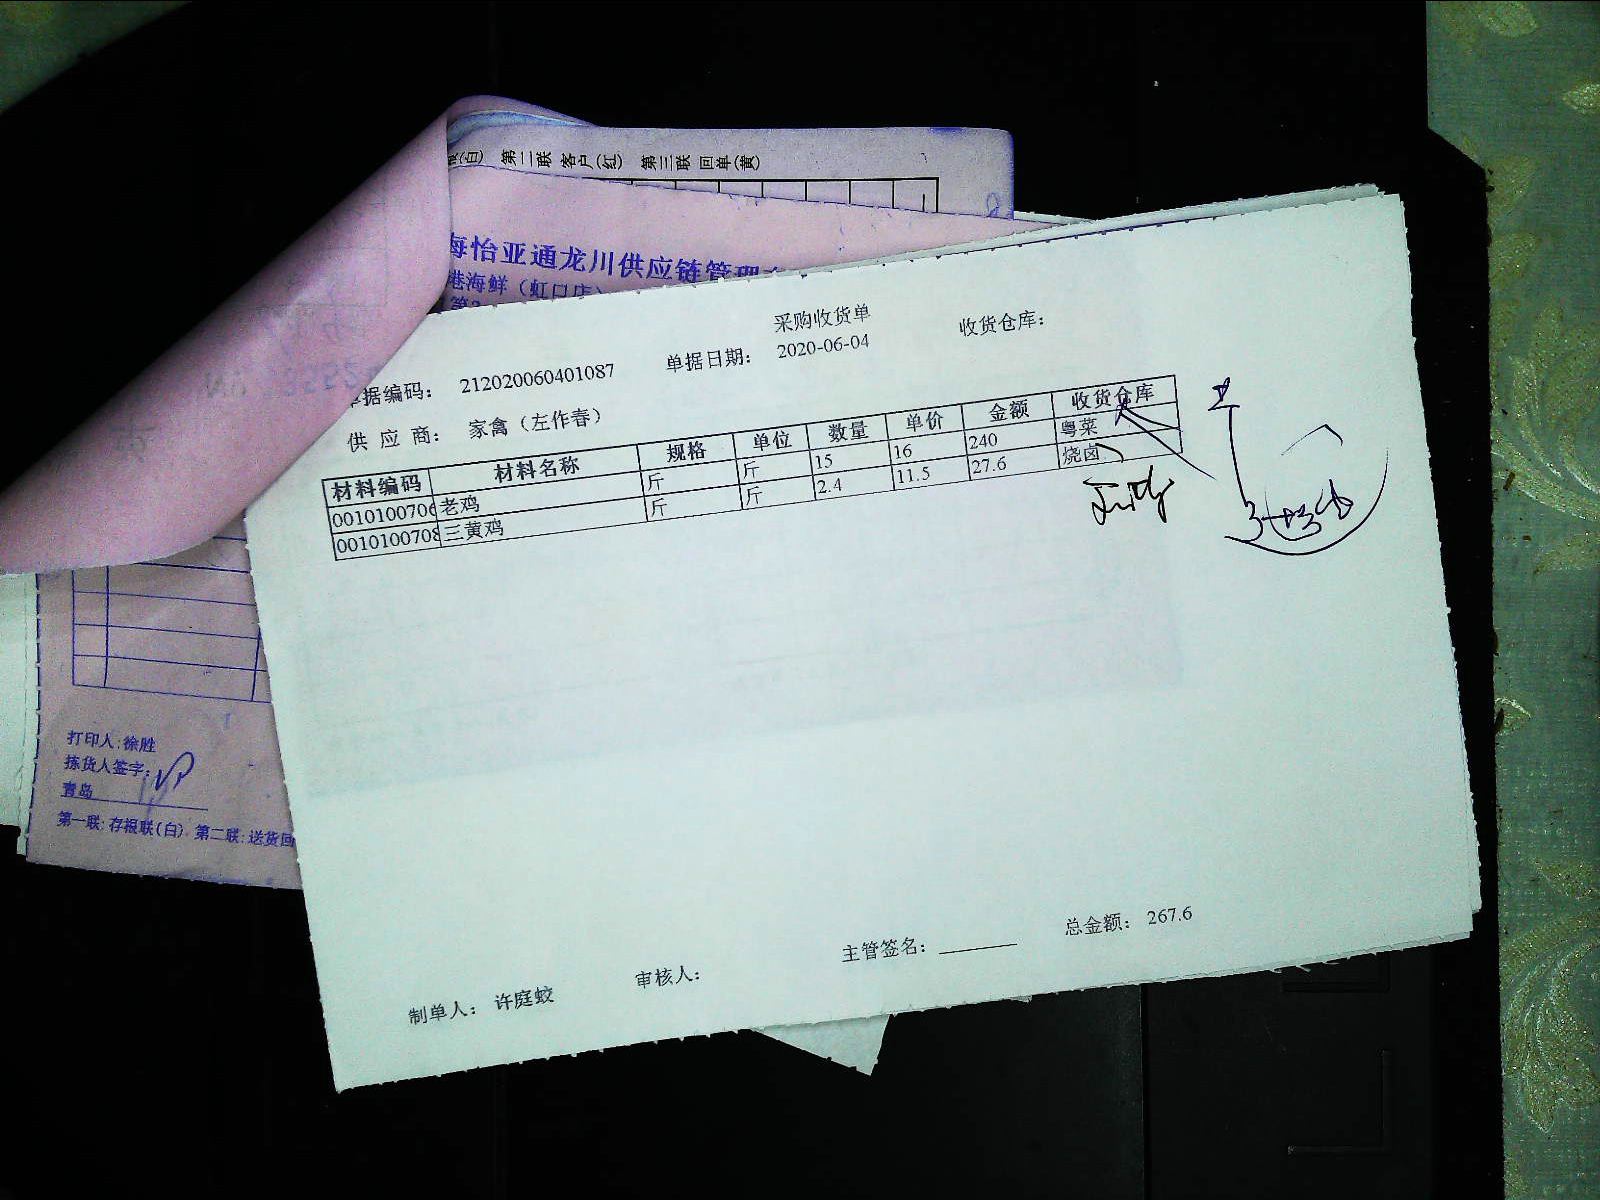 第二联 客户(红) 第三联 回单(黄)
海怡亚通龙川供应链管理
港海鲜（虹口店）
采购收货单
据编码： 212020060401087 单据日期： 2020-06-04 收货仓库：
供 应 商： 家禽（左作春）
材料编码 材料名称 规格 单位 数量 单价 金额 收货仓库
0010100706 老鸡 斤 斤 15 16 240 粤菜
0010100708 三黄鸡 斤 斤 2.4 11.5 27.6 烧卤
打印人:徐胜
拣货人签字:
青岛
第一联:存根联(白) 第二联:送货回
主管签名： 总金额： 267.6
制单人： 许庭蛟 审核人：